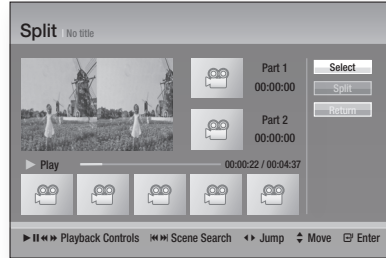 Split No title
Part 1
00:00:00
Part 2
00:00:00
Select
Split
Return
Play
00:00:22 / 00:04:37
Playback Controls Scene Search Jump Move Enter